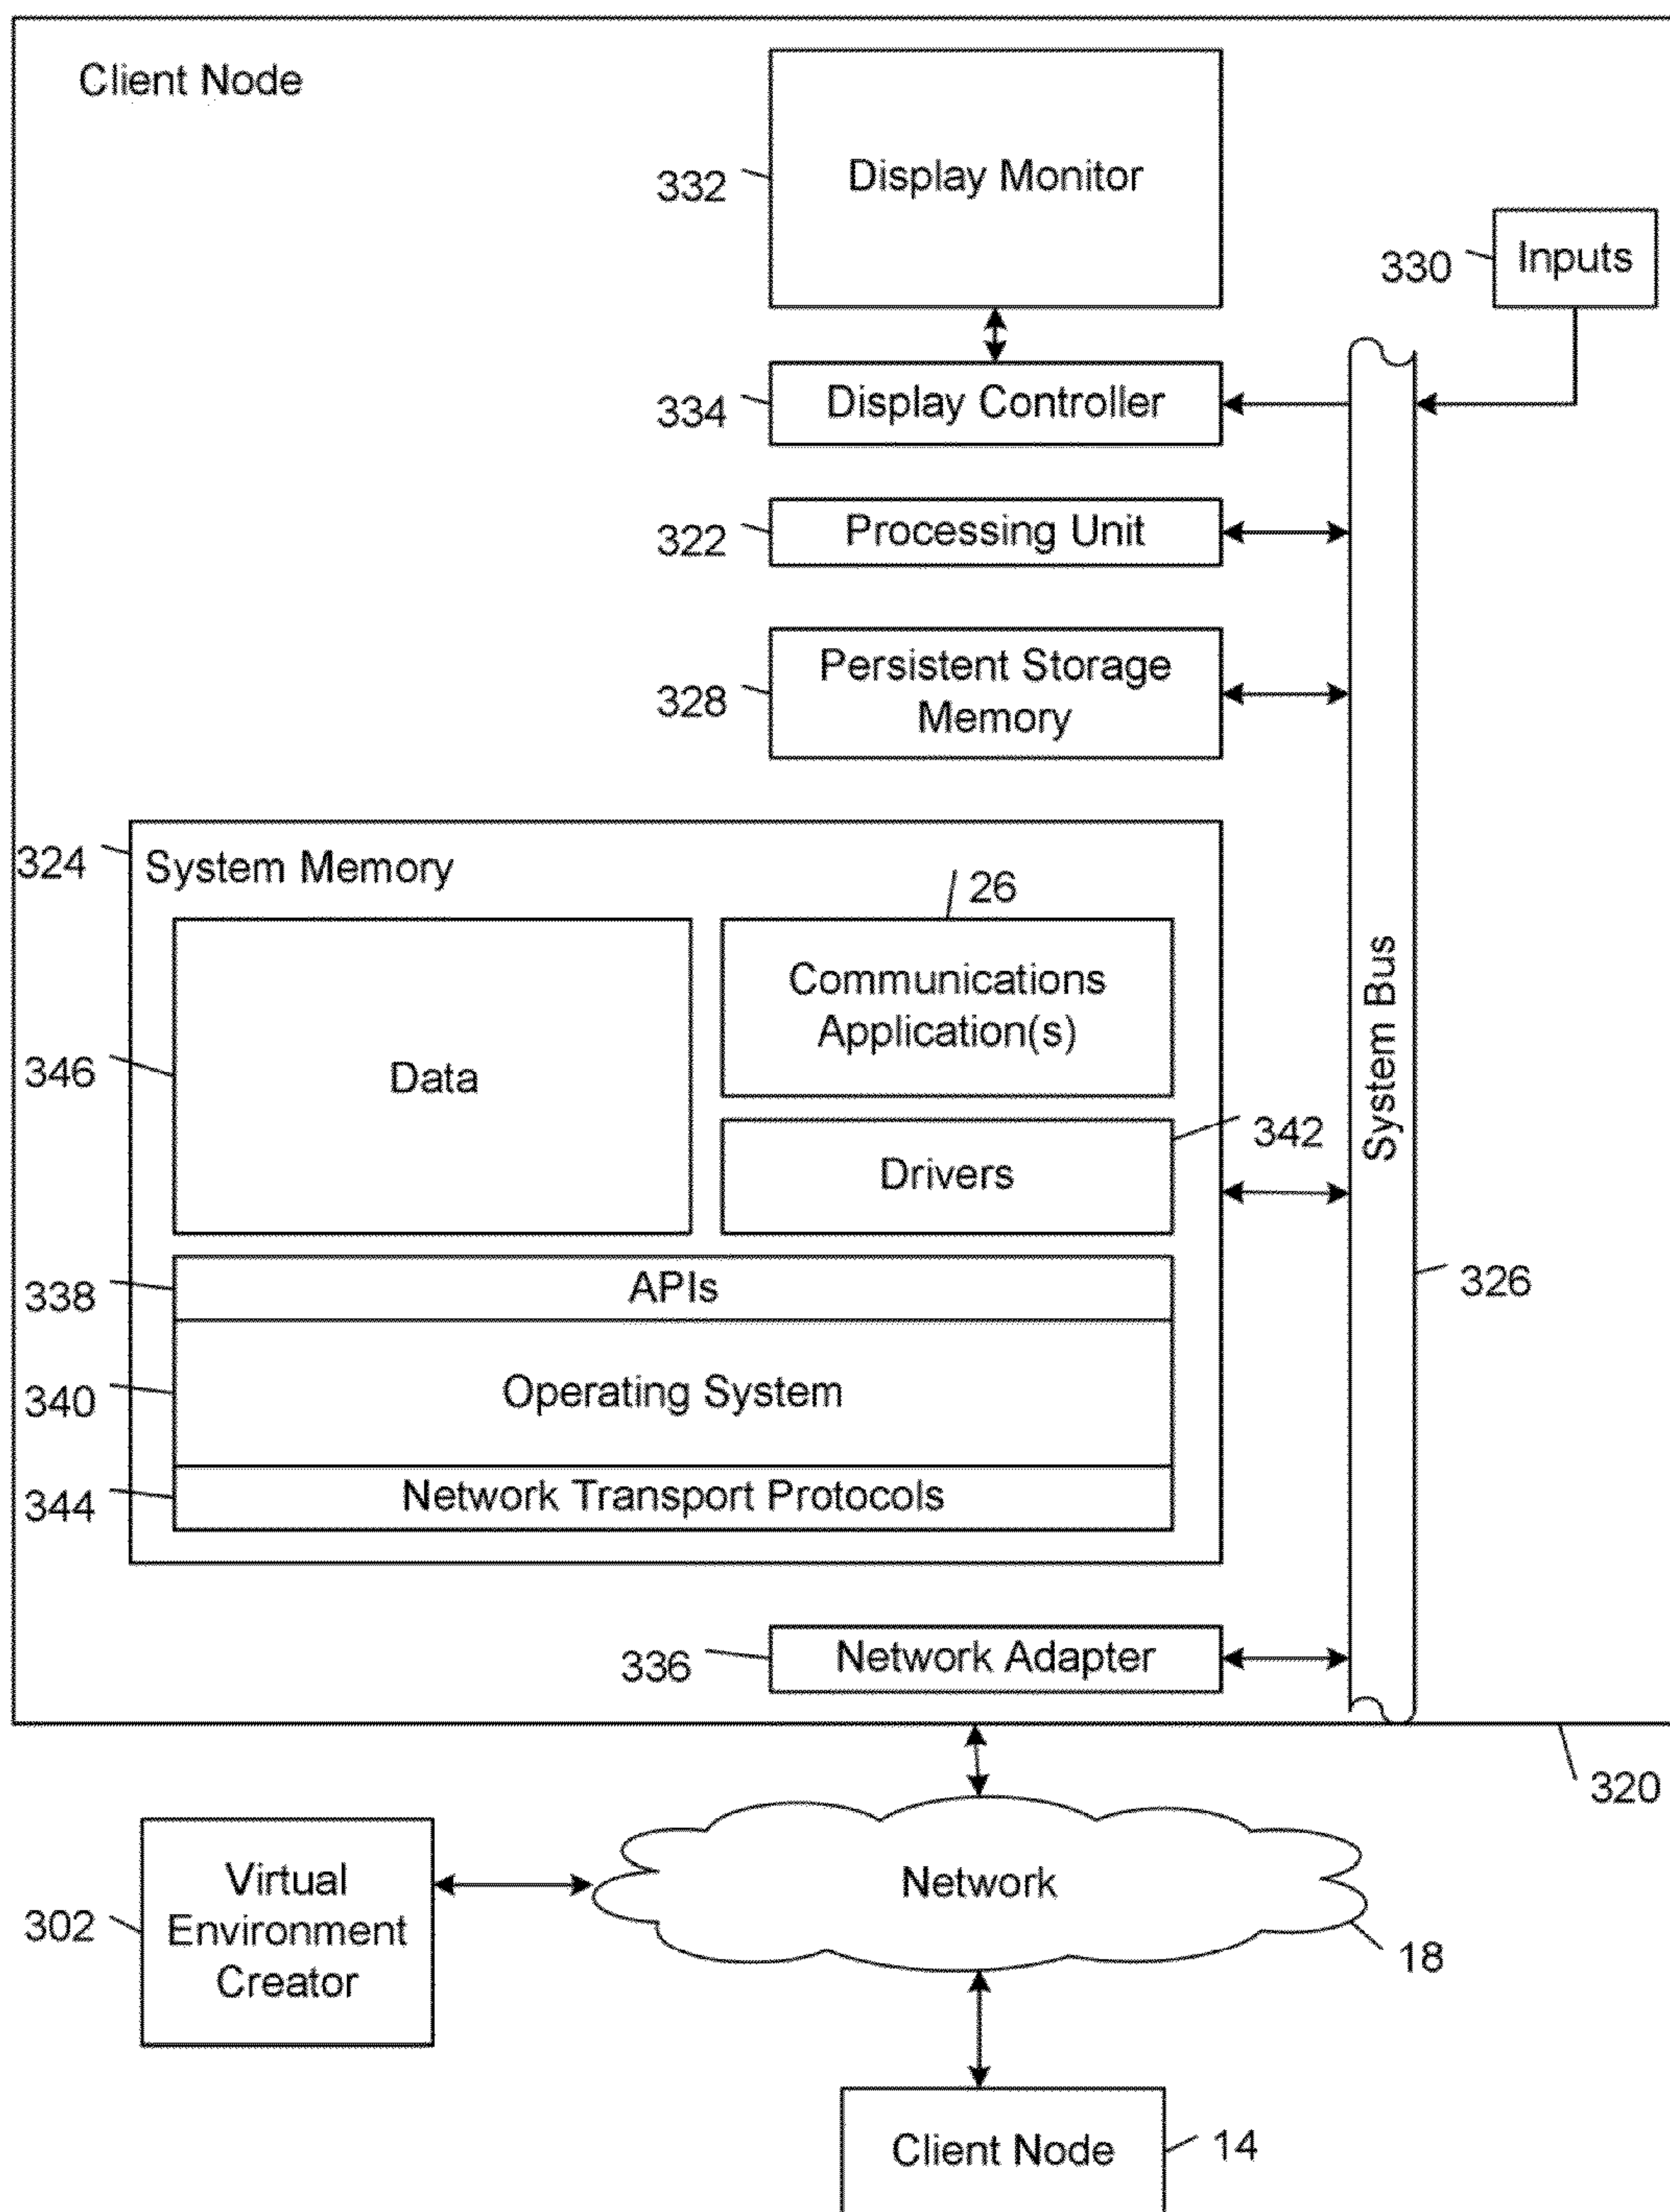 Client Node
332
Display Monitor
330
Inputs
334
Display Controller
322
Processing Unit
328
Persistent Storage
Memory
324
System Memory
26
Communications
Application(s)
346
Data
342
Drivers
System Bus
326
338
APIs
340
Operating System
344
Network Transport Protocols
336
Network Adapter
320
302
Virtual
Environment
Creator
Network
18
Client Node
14